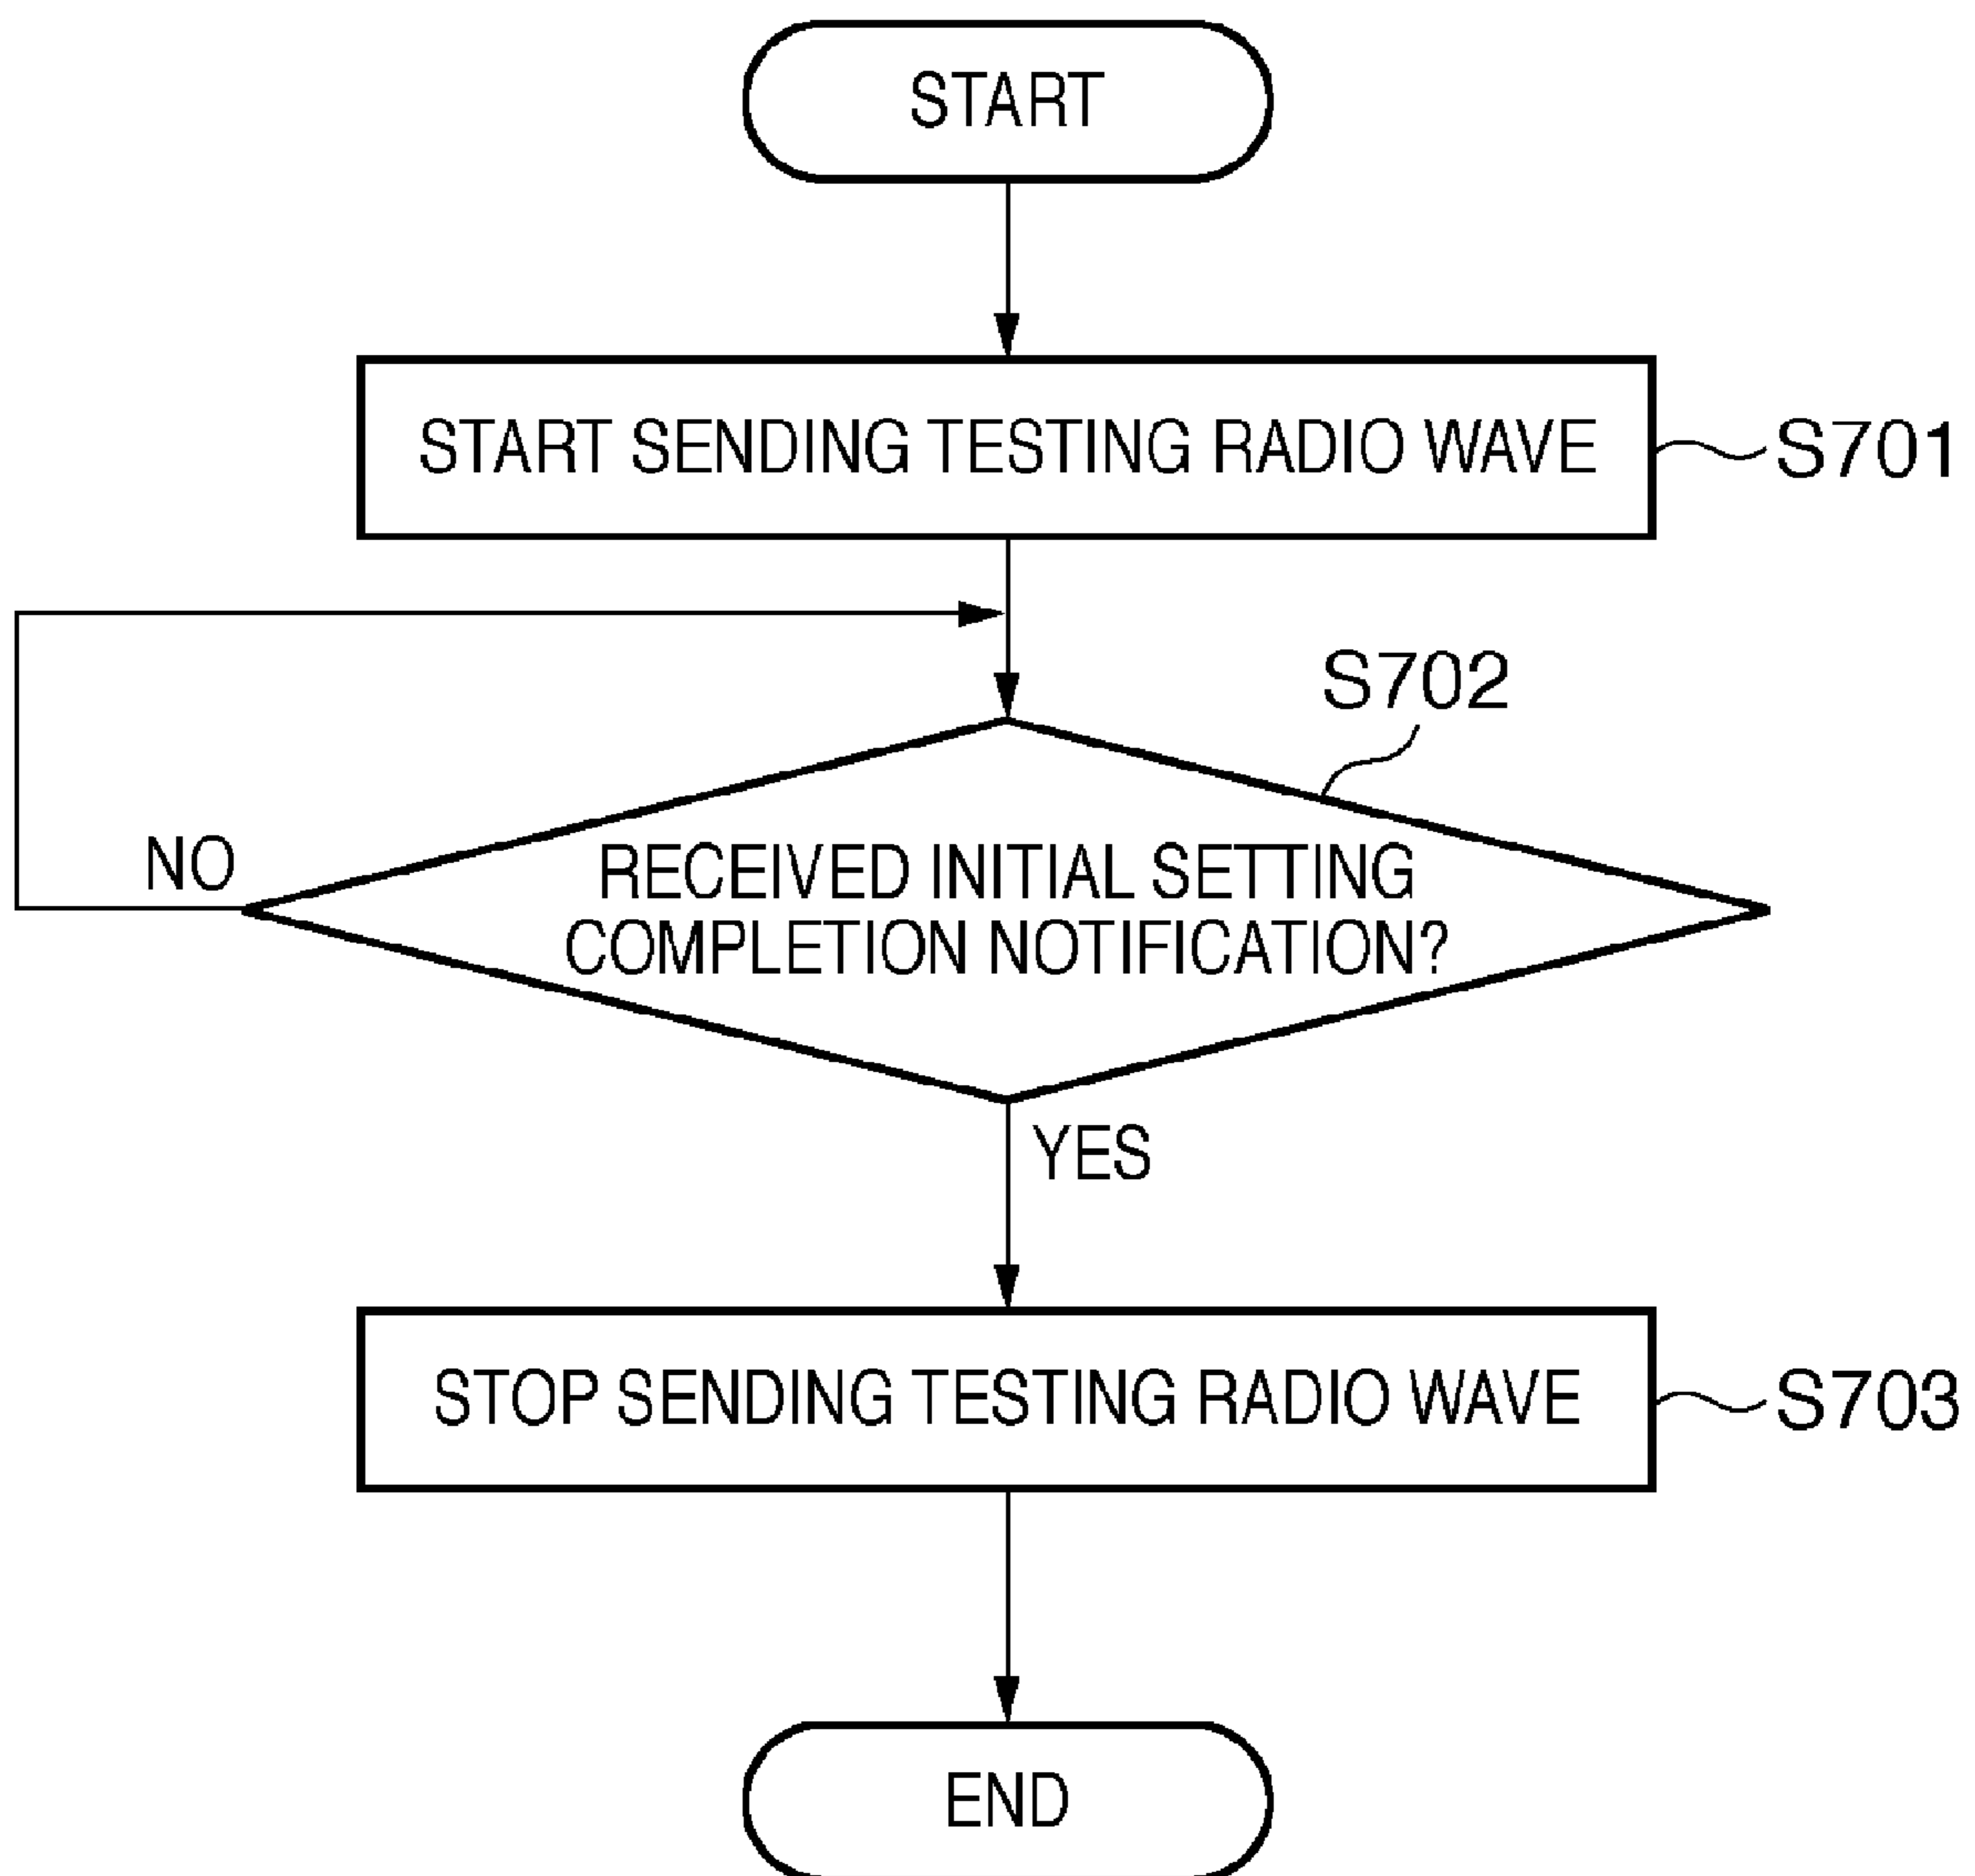 START
START SENDING TESTING RADIO WAVE
S701
S702
RECEIVED INITIAL SETTING
COMPLETION NOTIFICATION?
NO
YES
STOP SENDING TESTING RADIO WAVE
S703
END